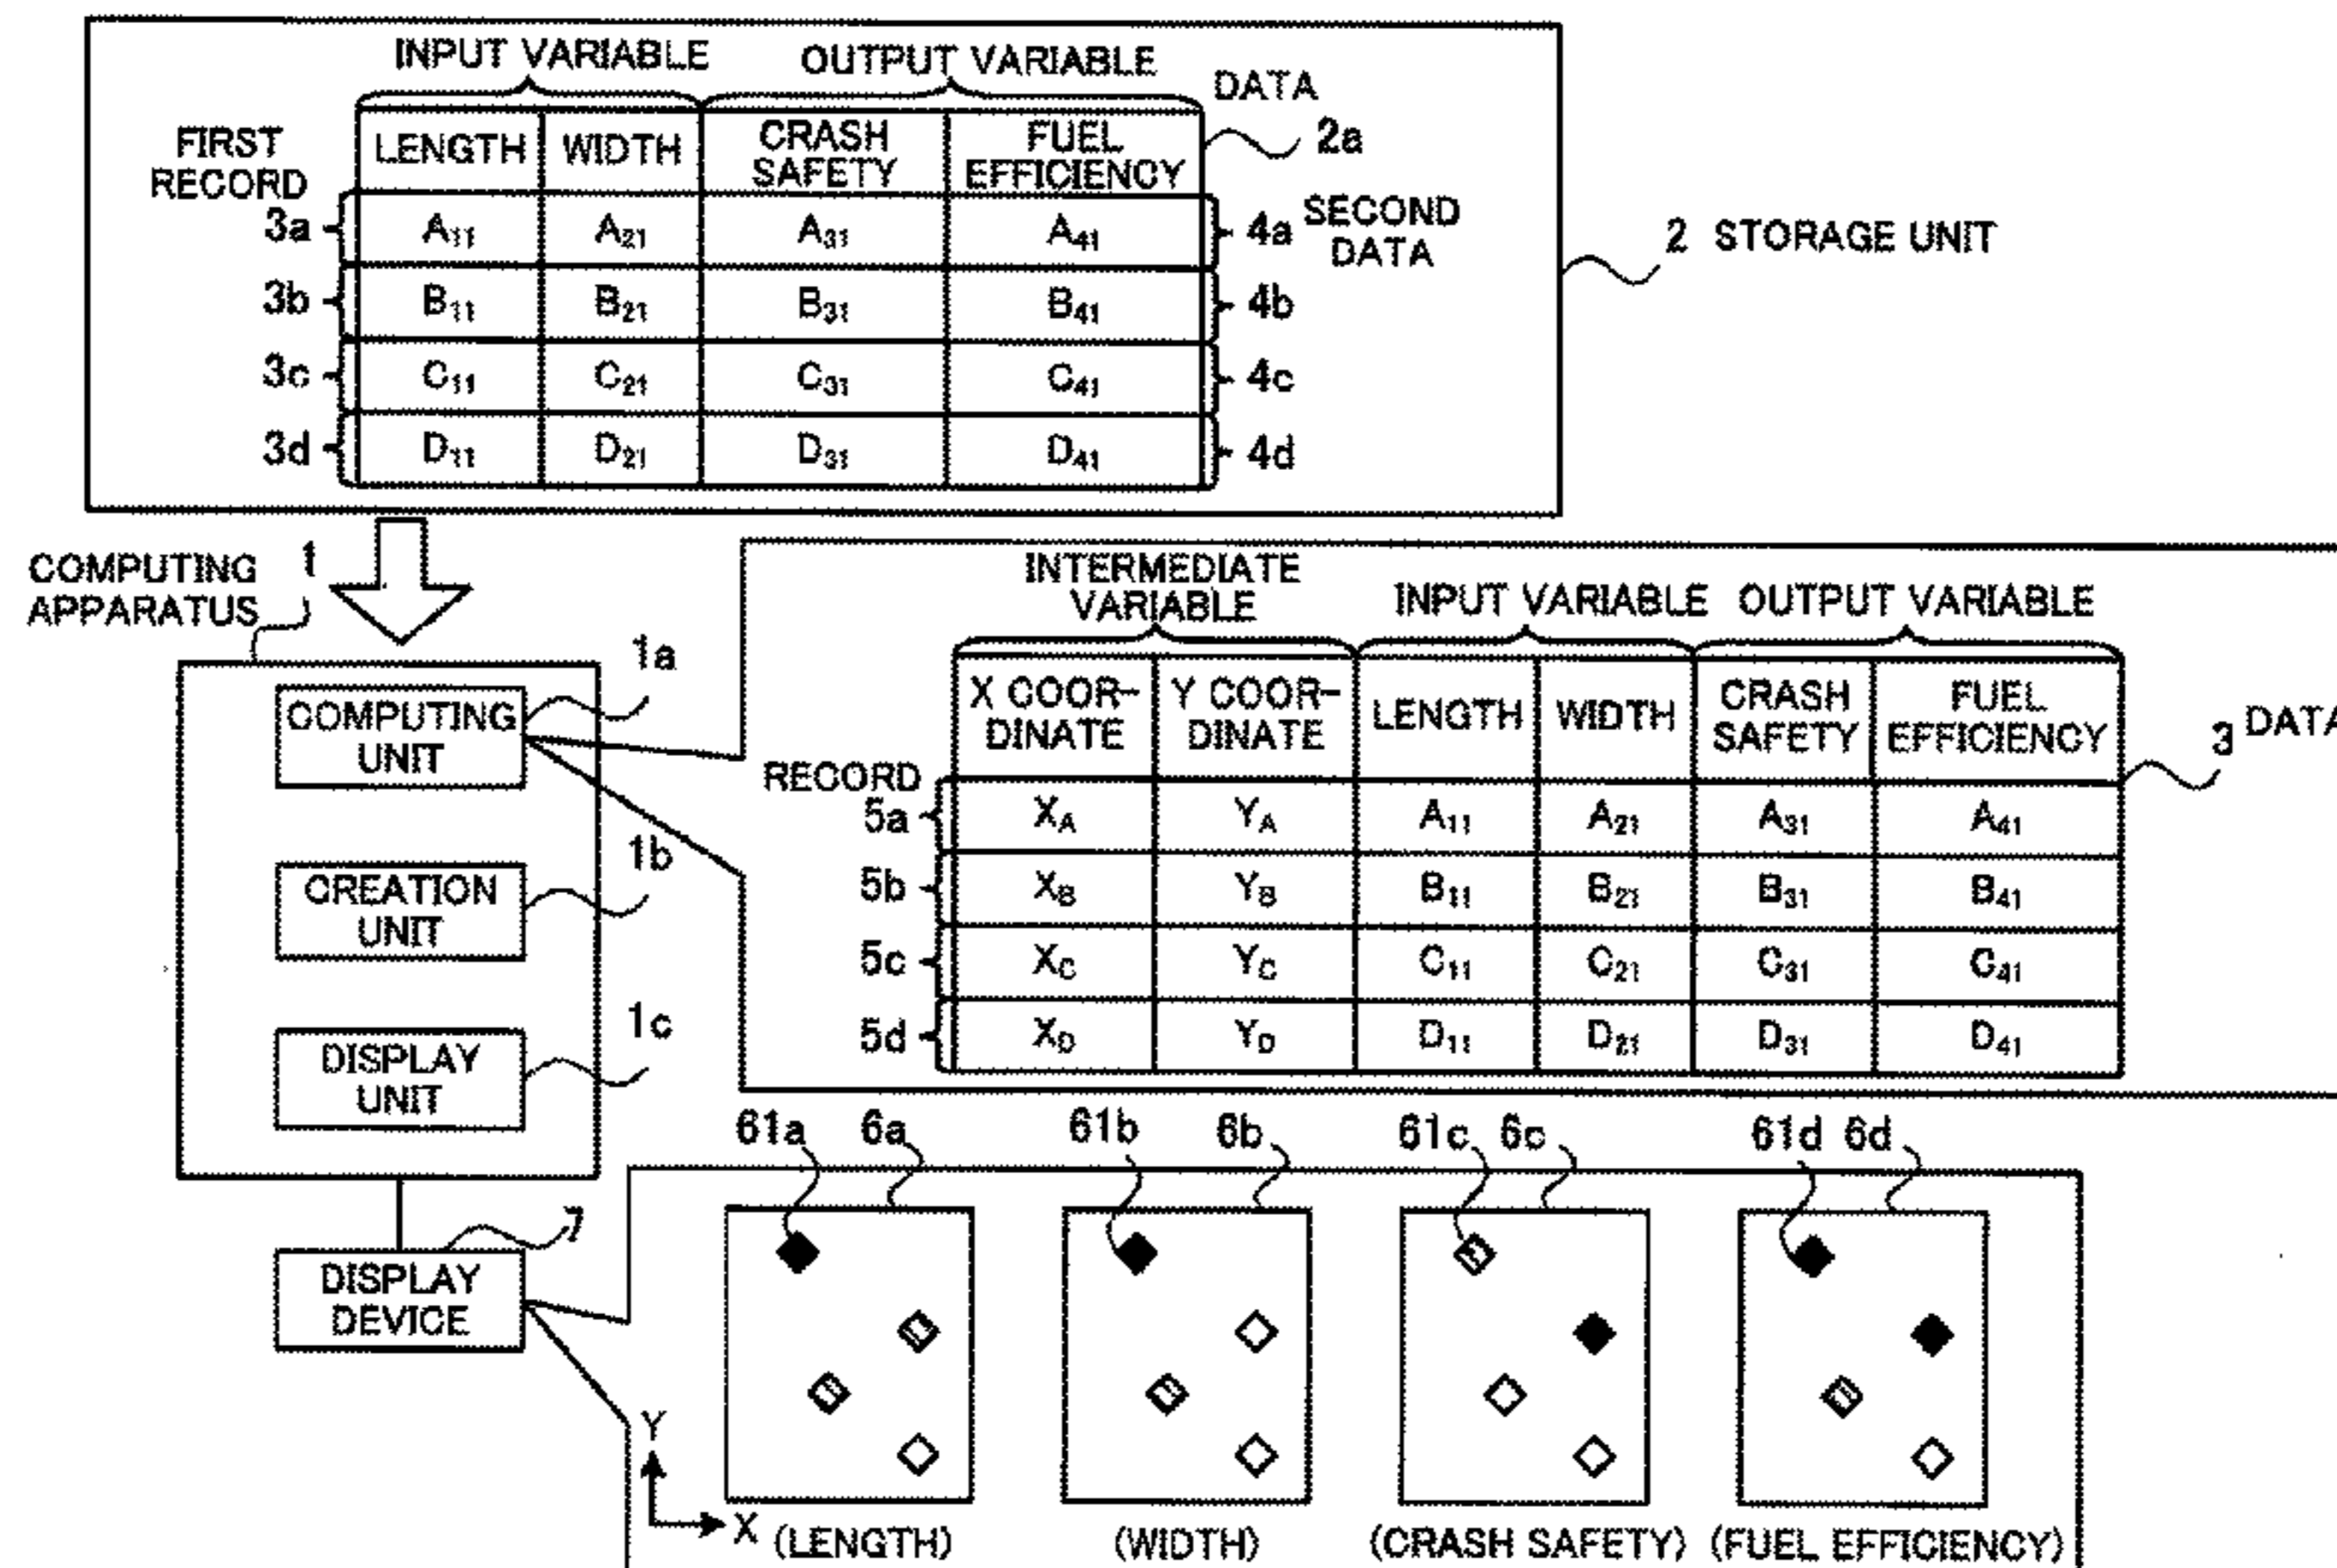 INPUT VARIABLE OUTPUT VARIABLE
DATA
2a
FIRST RECORD LENGTH WIDTH CRASH SAFETY FUEL EFFICIENCY
3a A11 A21 A31 A41 4a SECOND DATA
3b B11 B21 B31 B41 4b
3c C11 C21 C31 C41 4c
3d D11 D21 D31 D41 4d
2 STORAGE UNIT
COMPUTING APPARATUS 1
1a
COMPUTING UNIT
1b
CREATION UNIT
1c
DISPLAY UNIT
7
DISPLAY DEVICE
INTERMEDIATE VARIABLE INPUT VARIABLE OUTPUT VARIABLE
X COOR-DINATE Y COOR-DINATE LENGTH WIDTH CRASH SAFETY FUEL EFFICIENCY
3 DATA
RECORD
5a XA YA A11 A21 A31 A41
5b XB YB B11 B21 B31 B41
5c XC YC C11 C21 C31 C41
5d XD YD D11 D21 D31 D41
61a 6a 61b 6b 61c 6c 61d 6d
Y
X (LENGTH) (WIDTH) (CRASH SAFETY) (FUEL EFFICIENCY)